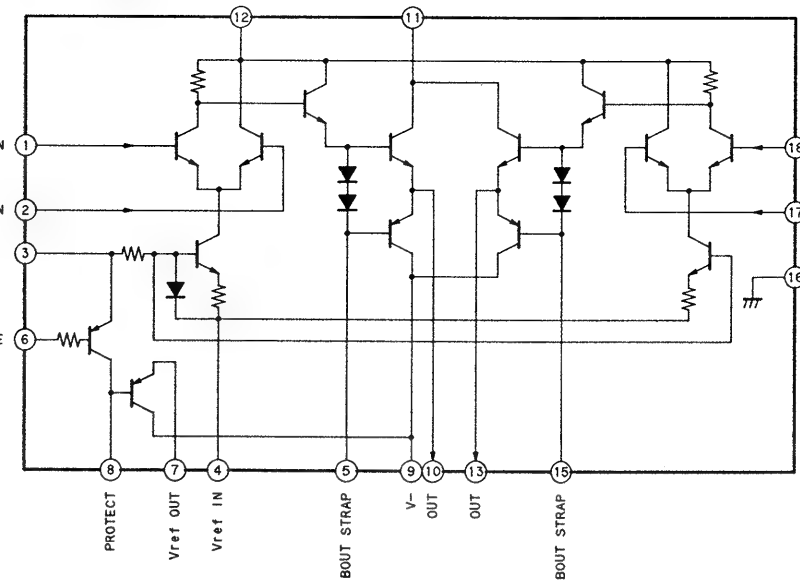 12
11
N
1
18
N
2
17
3
16
E
6
8
7
4
5
9
10
13
15
PROTECT
Vref OUT
Vref IN
BOUT STRAP
V-
OUT
OUT
BOUT STRAP